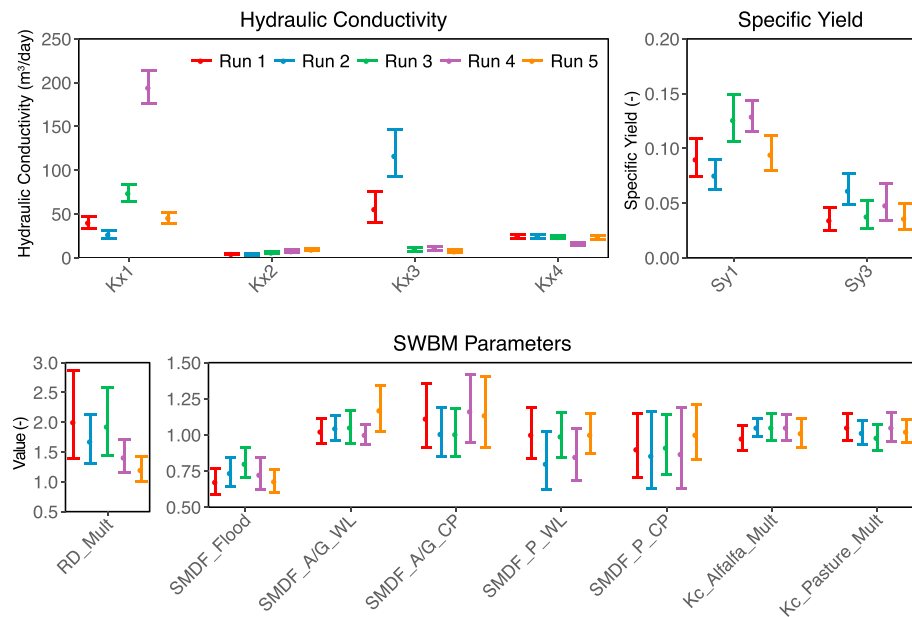 Hydraulic Conductivity
Specific Yield
Hydraulic Conductivity (m³/day)
250
200
150
100
50
0
Run 1 Run 2 Run 3 Run 4 Run 5
Kx1 Kx2 Kx3 Kx4
Specific Yield (-)
0.20
0.15
0.10
0.05
0.00
Sy1 Sy3
SWBM Parameters
Value (-)
3.0
2.5
2.0
1.5
1.0
0.5
RD_Mult
1.50
1.25
1.00
0.75
0.50
SMDF_Flood
SMDF_A/G_WL
SMDF_A/G_CP
SMDF_P_WL
SMDF_P_CP
Kc_Alfalfa_Mult
Kc_Pasture_Mult